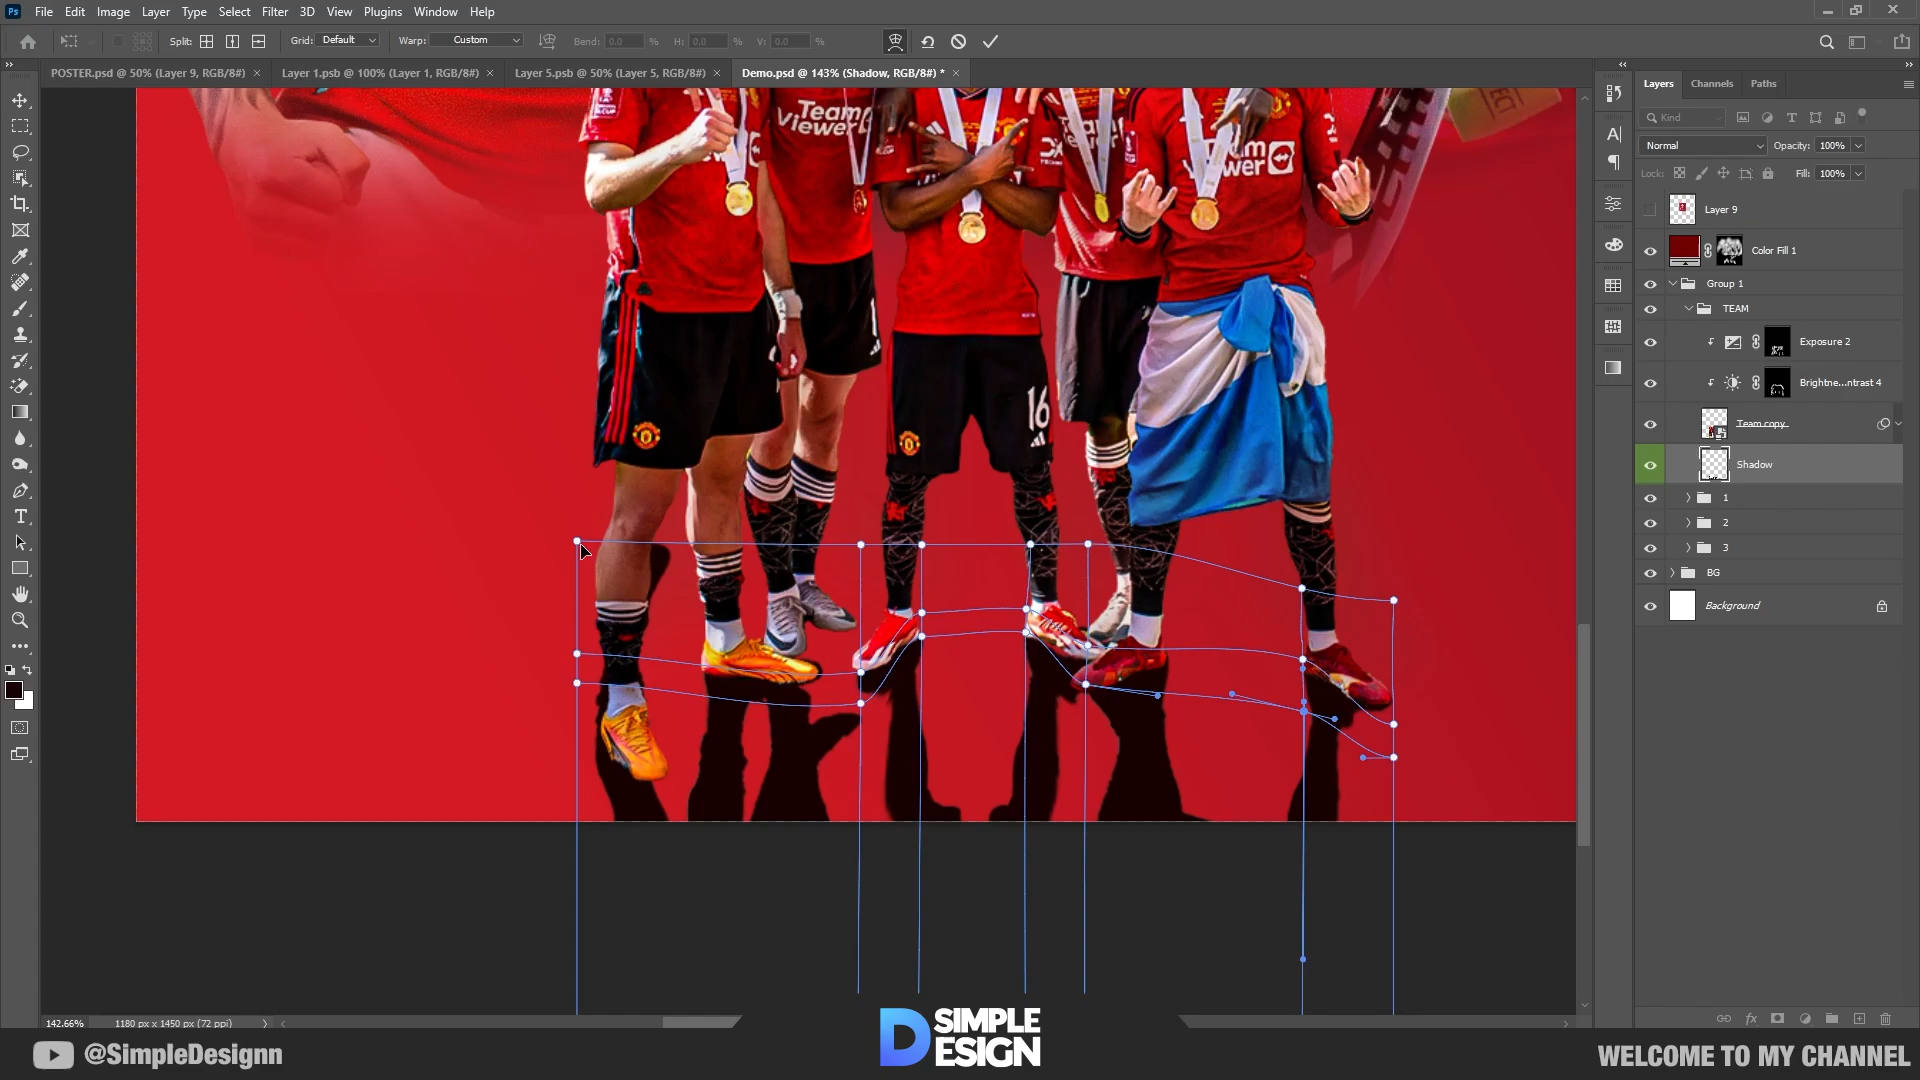 Ps File Edit Image Layer Type Select Filter 3D View Plugins Window Help
Split: Grid: Default Warp: Custom Bend: 0.0 % H: 0.0 % V: 0.0 %
POSTER.psd @ 50% (Layer 9, RGB/8#) × Layer 1.psb @ 100% (Layer 1, RGB/8#) × Layer 5.psb @ 50% (Layer 5, RGB/8#) × Demo.psd @ 143% (Shadow, RGB/8#) * ×
Layers Channels Paths
Kind
Normal Opacity: 100%
Lock: Fill: 100%
Layer 9
Color Fill 1
Group 1
TEAM
Exposure 2
Brightne...ntrast 4
Team copy
Shadow
1
2
3
BG
Background
Team
Viewer
16
142.66% 1180 px x 1450 px (72 ppi)
@SimpleDesignn
SIMPLE
DESIGN
WELCOME TO MY CHANNEL